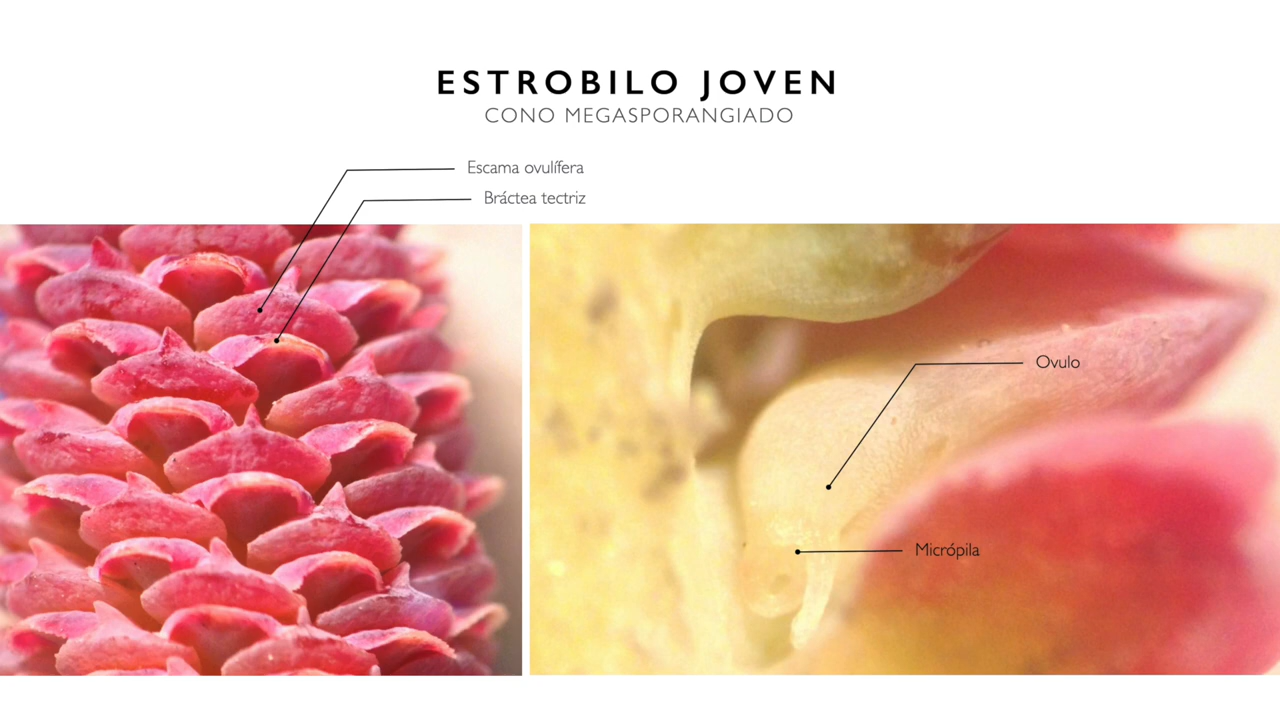 ESTROBILO JOVEN
CONO MEGASPORANGIADO
Escama ovulífera
Bráctea tectriz
Ovulo
Micrópila